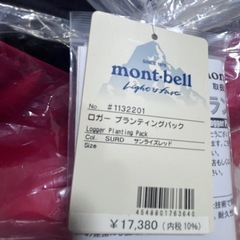 SINCE 1975
mont-bell
Light & Fast
No. #1132201
ロガー プランティングパック
Logger Planting Pack
Col. SURD サンライズレッド
Size
¥17,380 (内税10%)
4548801763640